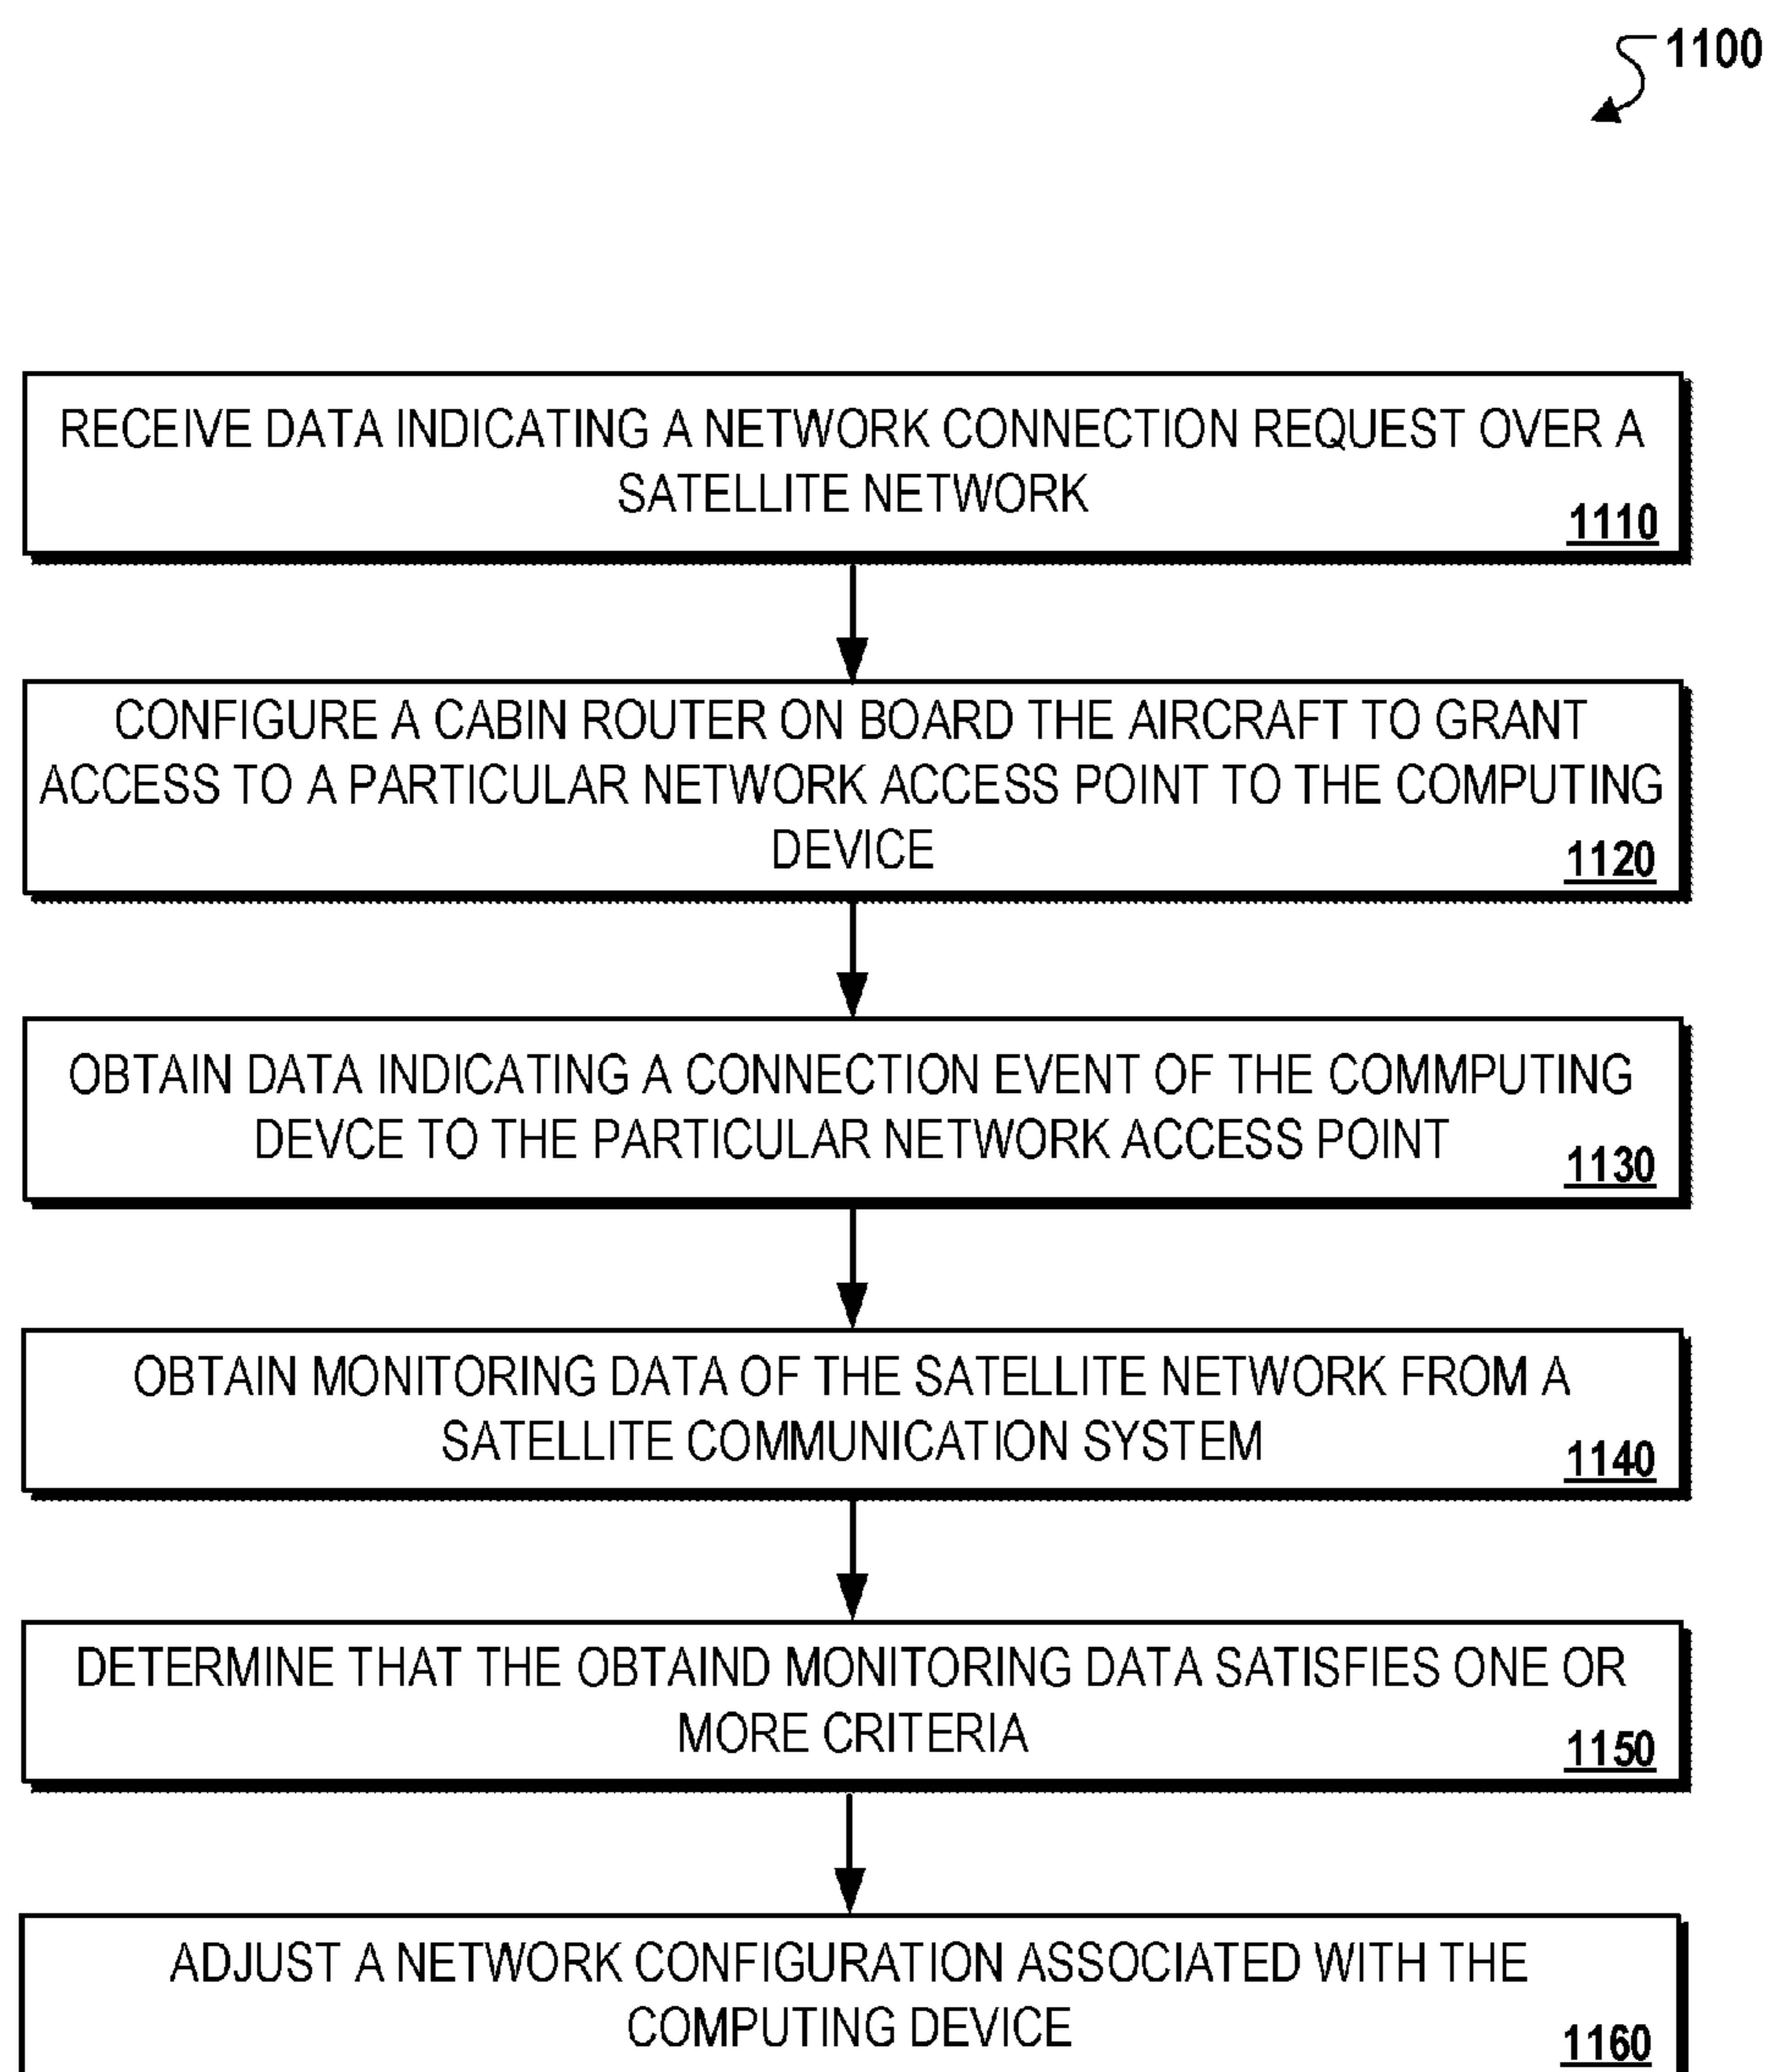 1100
RECEIVE DATA INDICATING A NETWORK CONNECTION REQUEST OVER A
SATELLITE NETWORK
1110
CONFIGURE A CABIN ROUTER ON BOARD THE AIRCRAFT TO GRANT
ACCESS TO A PARTICULAR NETWORK ACCESS POINT TO THE COMPUTING
DEVICE
1120
OBTAIN DATA INDICATING A CONNECTION EVENT OF THE COMMPUTING
DEVCE TO THE PARTICULAR NETWORK ACCESS POINT
1130
OBTAIN MONITORING DATA OF THE SATELLITE NETWORK FROM A
SATELLITE COMMUNICATION SYSTEM
1140
DETERMINE THAT THE OBTAIND MONITORING DATA SATISFIES ONE OR
MORE CRITERIA
1150
ADJUST A NETWORK CONFIGURATION ASSOCIATED WITH THE
COMPUTING DEVICE
1160